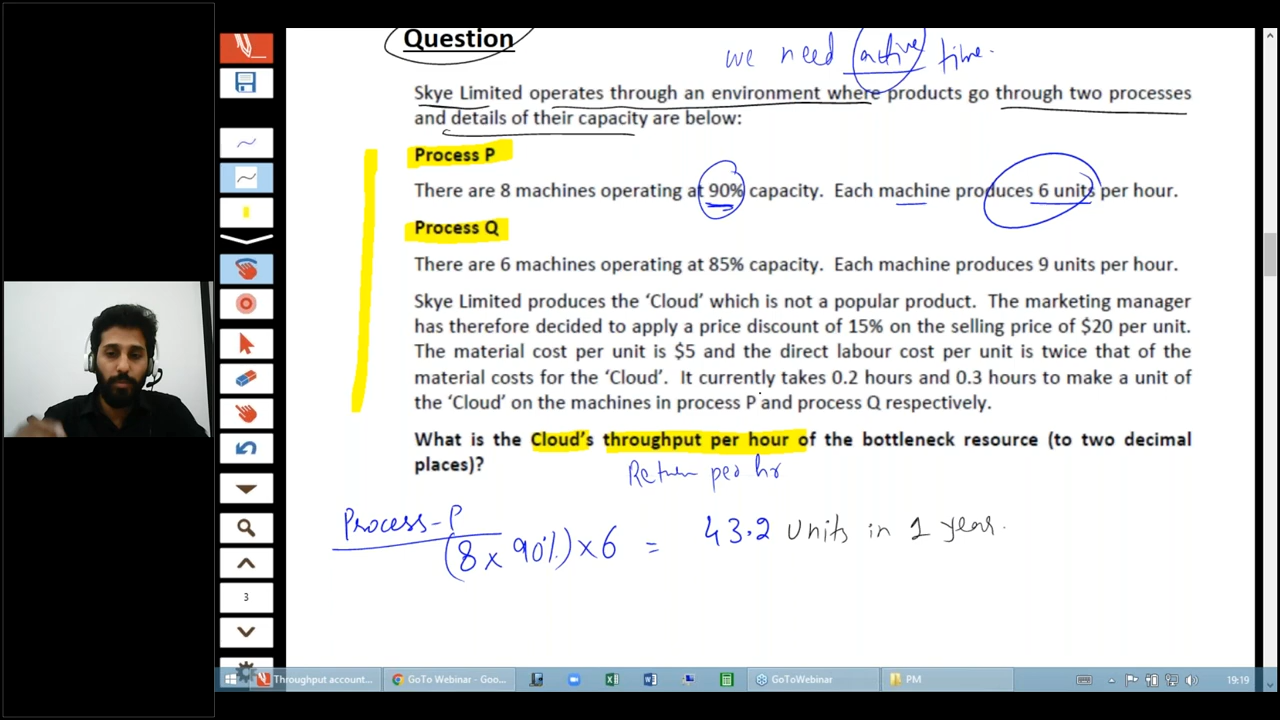 Question
we need active time.
Skye Limited operates through an environment where products go through two processes
and details of their capacity are below:
Process P
There are 8 machines operating at 90% capacity. Each machine produces 6 units per hour.
Process Q
There are 6 machines operating at 85% capacity. Each machine produces 9 units per hour.
Skye Limited produces the ‘Cloud’ which is not a popular product. The marketing manager
has therefore decided to apply a price discount of 15% on the selling price of $20 per unit.
The material cost per unit is $5 and the direct labour cost per unit is twice that of the
material costs for the ‘Cloud’. It currently takes 0.2 hours and 0.3 hours to make a unit of
the ‘Cloud’ on the machines in process P and process Q respectively.
What is the Cloud’s throughput per hour of the bottleneck resource (to two decimal
places)?
Return per hr
Process-P
(8 x 90%) x 6 = 43.2 Units in 1 year.
3
Throughput account...
GoTo Webinar - Goo...
GoToWebinar
PM
19:19